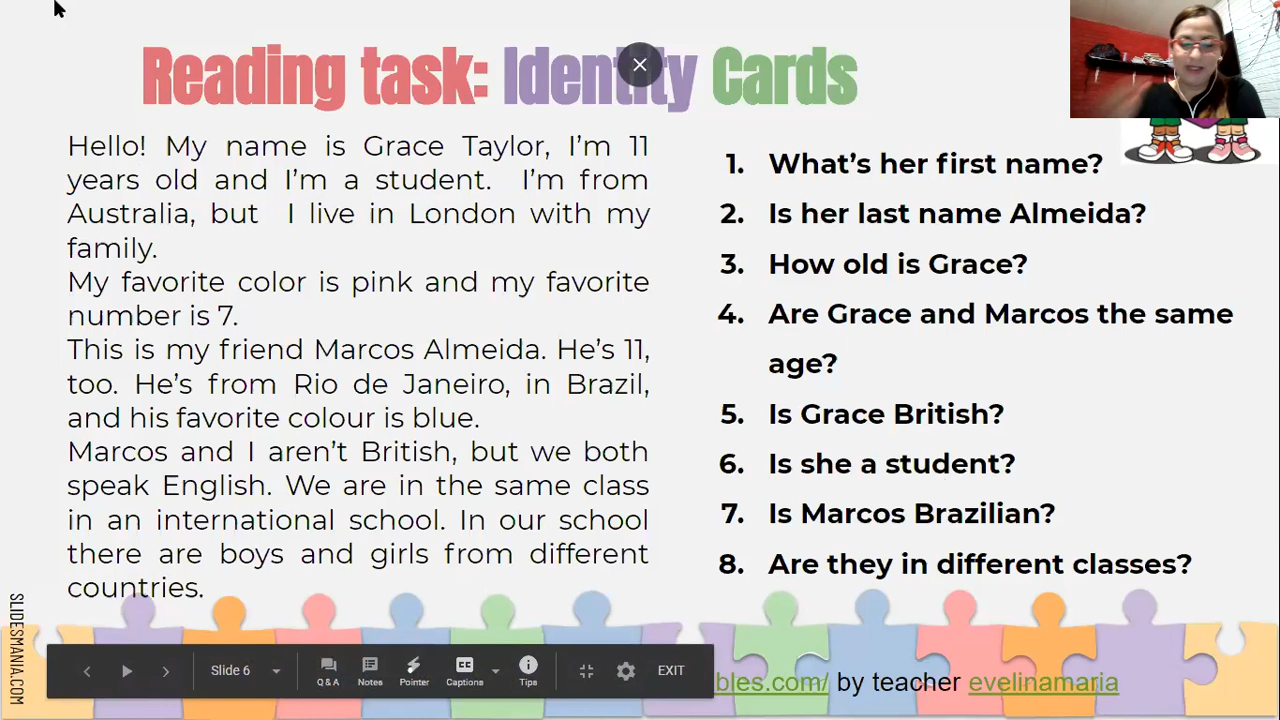 Reading task: Identity Cards
Hello! My name is Grace Taylor, I'm 11
years old and I'm a student. I'm from
Australia, but I live in London with my
family.
My favorite color is pink and my favorite
number is 7.
This is my friend Marcos Almeida. He's 11,
too. He's from Rio de Janeiro, in Brazil,
and his favorite colour is blue.
Marcos and I aren't British, but we both
speak English. We are in the same class
in an international school. In our school
there are boys and girls from different
countries.
1. What's her first name?
2. Is her last name Almeida?
3. How old is Grace?
4. Are Grace and Marcos the same
age?
5. Is Grace British?
6. Is she a student?
7. Is Marcos Brazilian?
8. Are they in different classes?
SLIDESMANIA.COM
Slide 6
Q & A
Notes
Pointer
CC
Captions
Tips
EXIT
bles.com/ by teacher evelinamaria